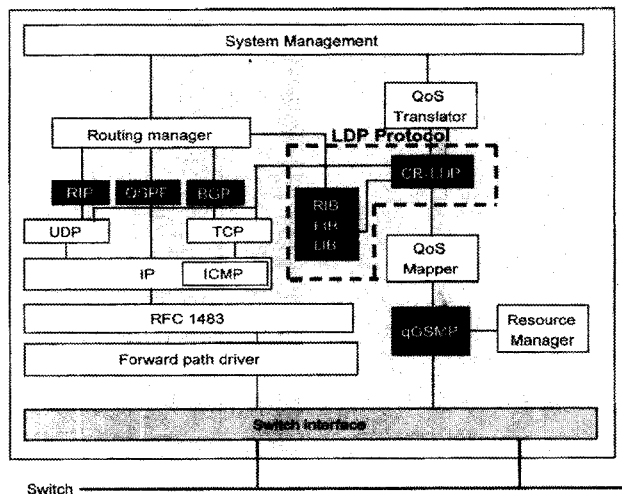 System Management
QoS
Translator
Routing manager
LDP Protodol
RIP
OSPF
BGP
CR-LDP
RIB
FIB
LIB
UDP
TCP
IP
ICMP
QoS
Mapper
RFC 1483
qGSMP
Resource
Manager
Forward path driver
Switch interface
Switch